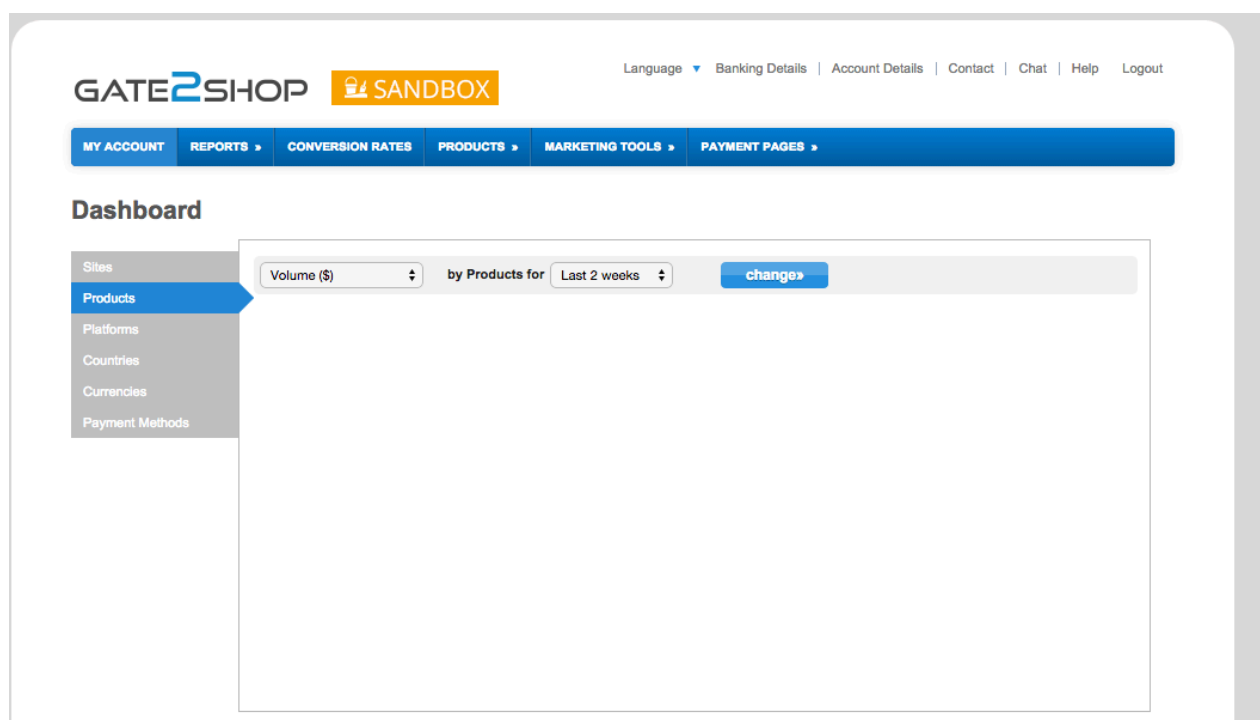 Language ▼ Banking Details | Account Details | Contact | Chat | Help Logout
GATE2SHOP SANDBOX
MY ACCOUNT REPORTS » CONVERSION RATES PRODUCTS » MARKETING TOOLS » PAYMENT PAGES »
Dashboard
Sites
Products
Platforms
Countries
Currencies
Payment Methods
Volume ($) by Products for Last 2 weeks change»